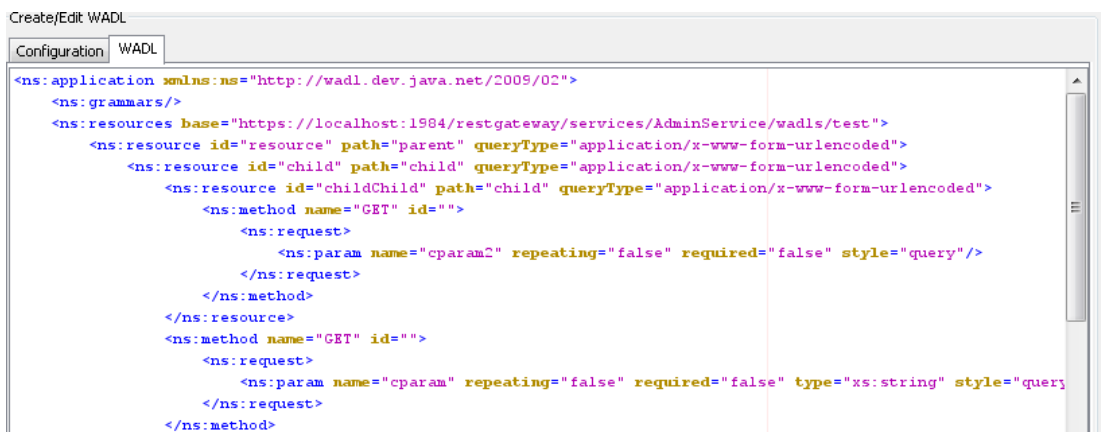 Create/Edit WADL
Configuration WADL
<ns:application xmlns:ns="http://wadl.dev.java.net/2009/02">
<ns:grammars/>
<ns:resources base="https://localhost:1984/restgateway/services/AdminService/wadls/test">
<ns:resource id="resource" path="parent" queryType="application/x-www-form-urlencoded">
<ns:resource id="child" path="child" queryType="application/x-www-form-urlencoded">
<ns:resource id="childChild" path="child" queryType="application/x-www-form-urlencoded">
<ns:method name="GET" id="">
<ns:request>
<ns:param name="cparam2" repeating="false" required="false" style="query"/>
</ns:request>
</ns:method>
</ns:resource>
<ns:method name="GET" id="">
<ns:request>
<ns:param name="cparam" repeating="false" required="false" type="xs:string" style="query
</ns:request>
</ns:method>